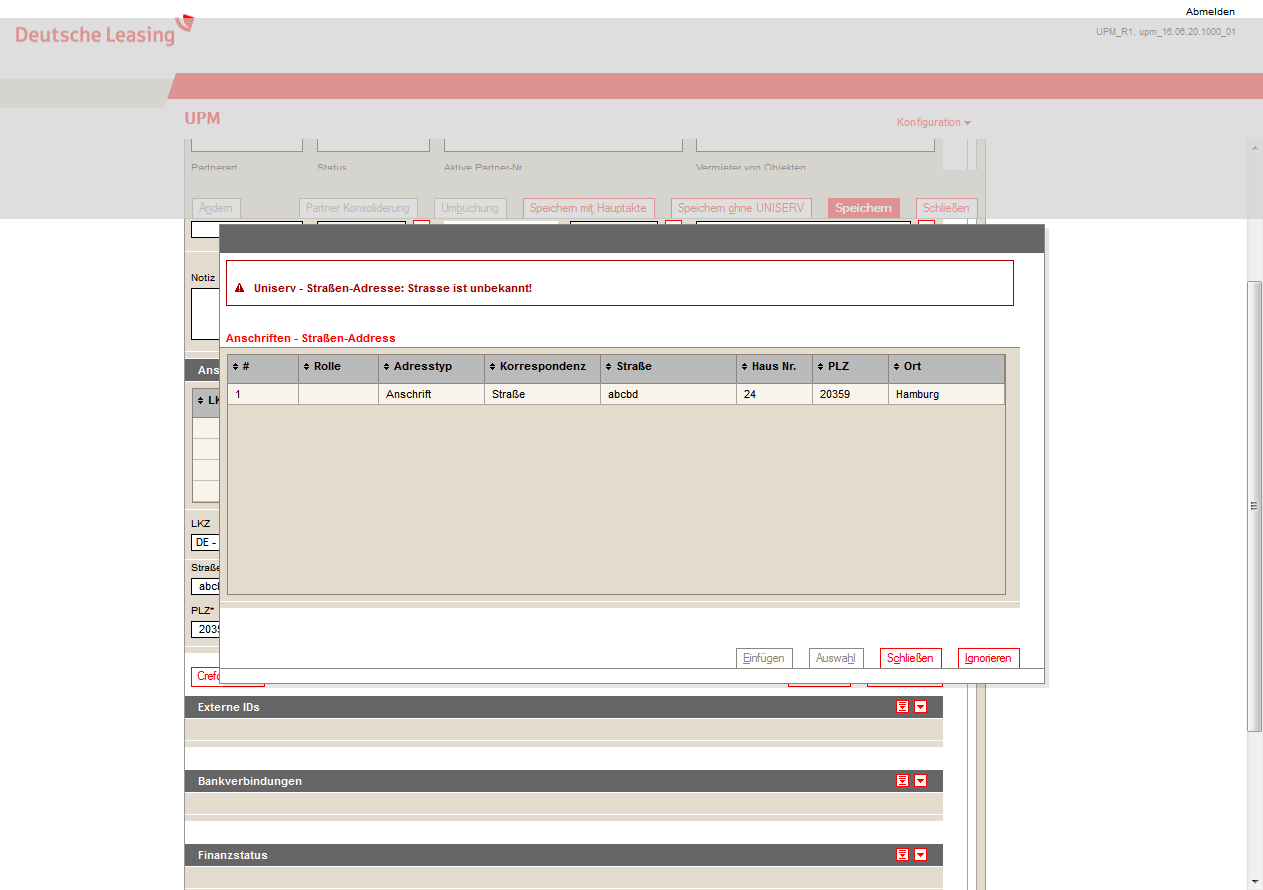 Abmelden
Deutsche Leasing
UPM_R1, upm_16.06.20.1000_01
UPM
Konfiguration
Partnerart Status Aktive Partner-Nr Vermieter von Objekten
Ändern Partner Konsolidierung Umbuchung Speichern mit Hauptakte Speichern ohne UNISERV Speichern Schließen
Notiz
Uniserv - Straßen-Adresse: Strasse ist unbekannt!
Anschriften - Straßen-Address
# Rolle Adresstyp Korrespondenz Straße Haus Nr. PLZ Ort
1 Anschrift Straße abcbd 24 20359 Hamburg
Ans
LK
LKZ
DE -
Straße
abcb
PLZ*
2035
Einfügen Auswahl Schließen Ignorieren
Crefo
Externe IDs
Bankverbindungen
Finanzstatus